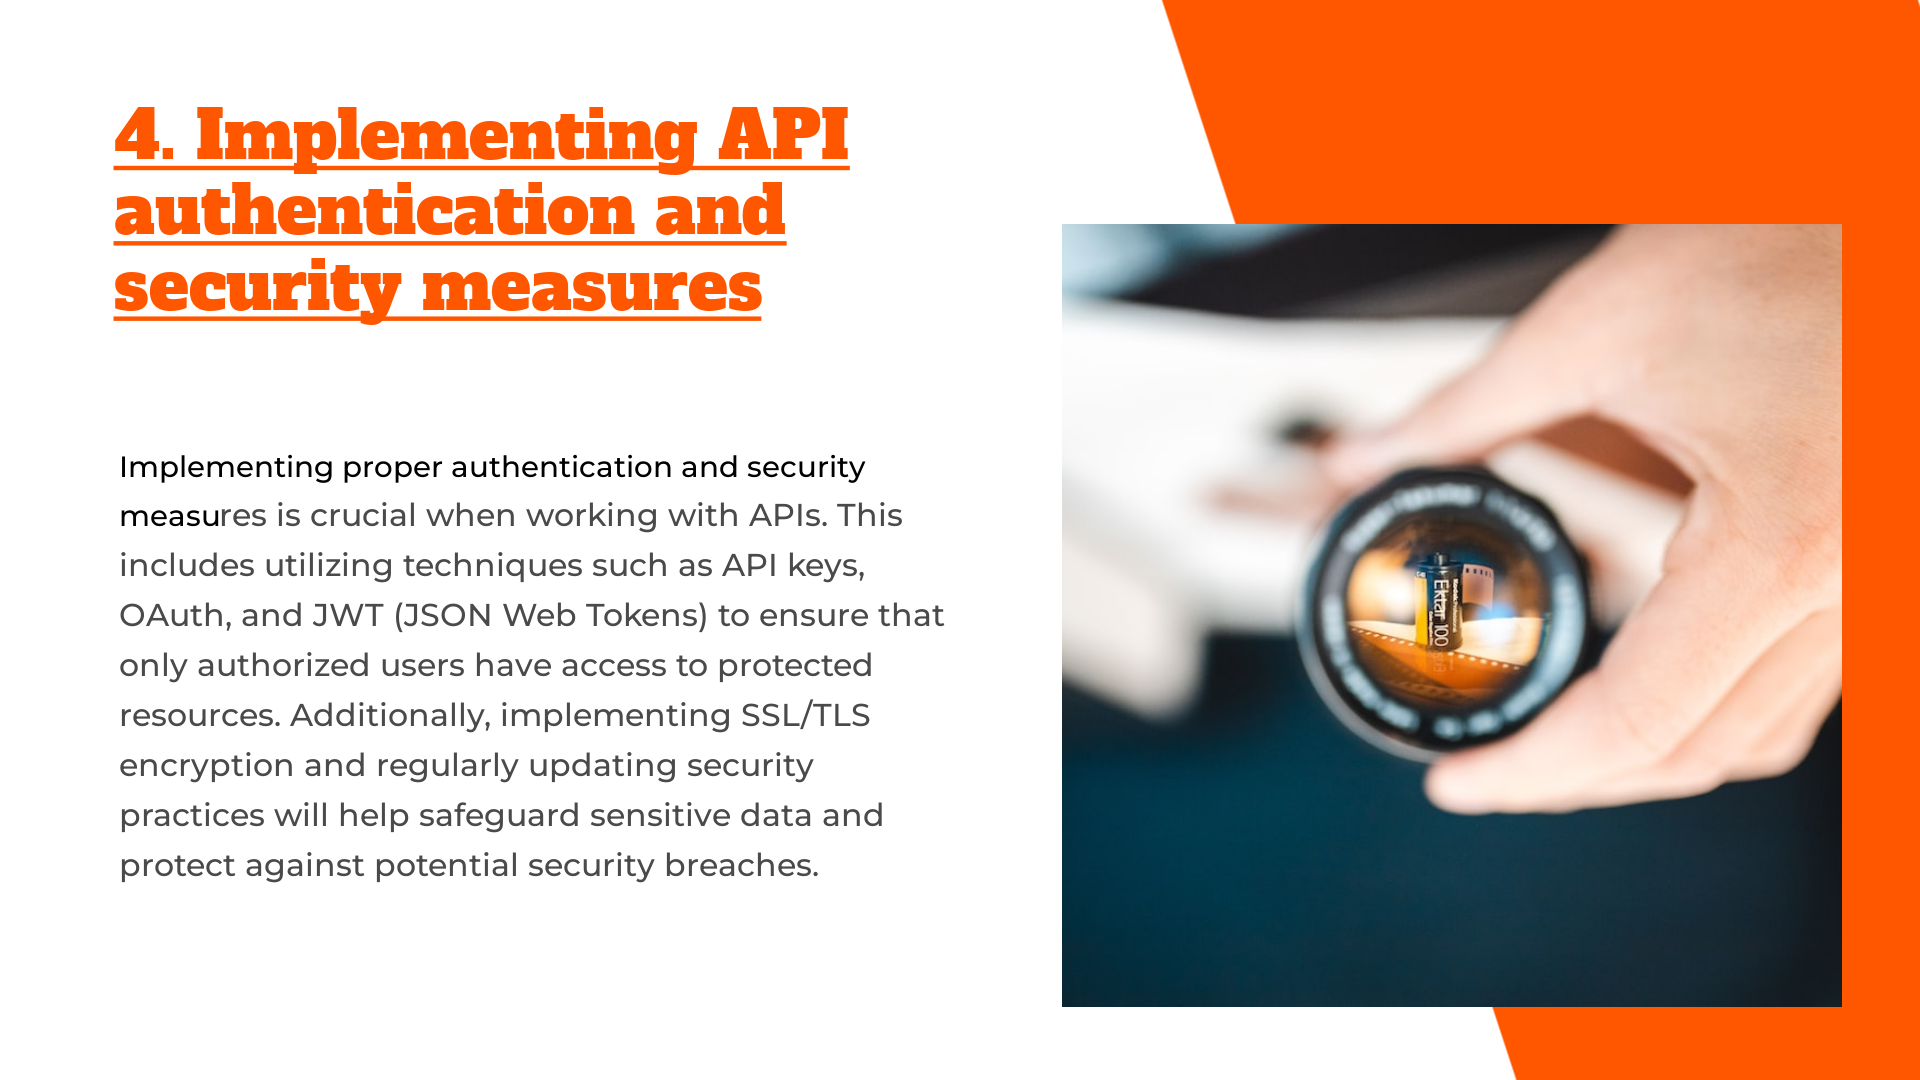 4. Implementing API
authentication and
security measures
Implementing proper authentication and security
measures is crucial when working with APIs. This
includes utilizing techniques such as API keys,
OAuth, and JWT (JSON Web Tokens) to ensure that
only authorized users have access to protected
resources. Additionally, implementing SSL/TLS
encryption and regularly updating security
practices will help safeguard sensitive data and
protect against potential security breaches.
Ektar 100